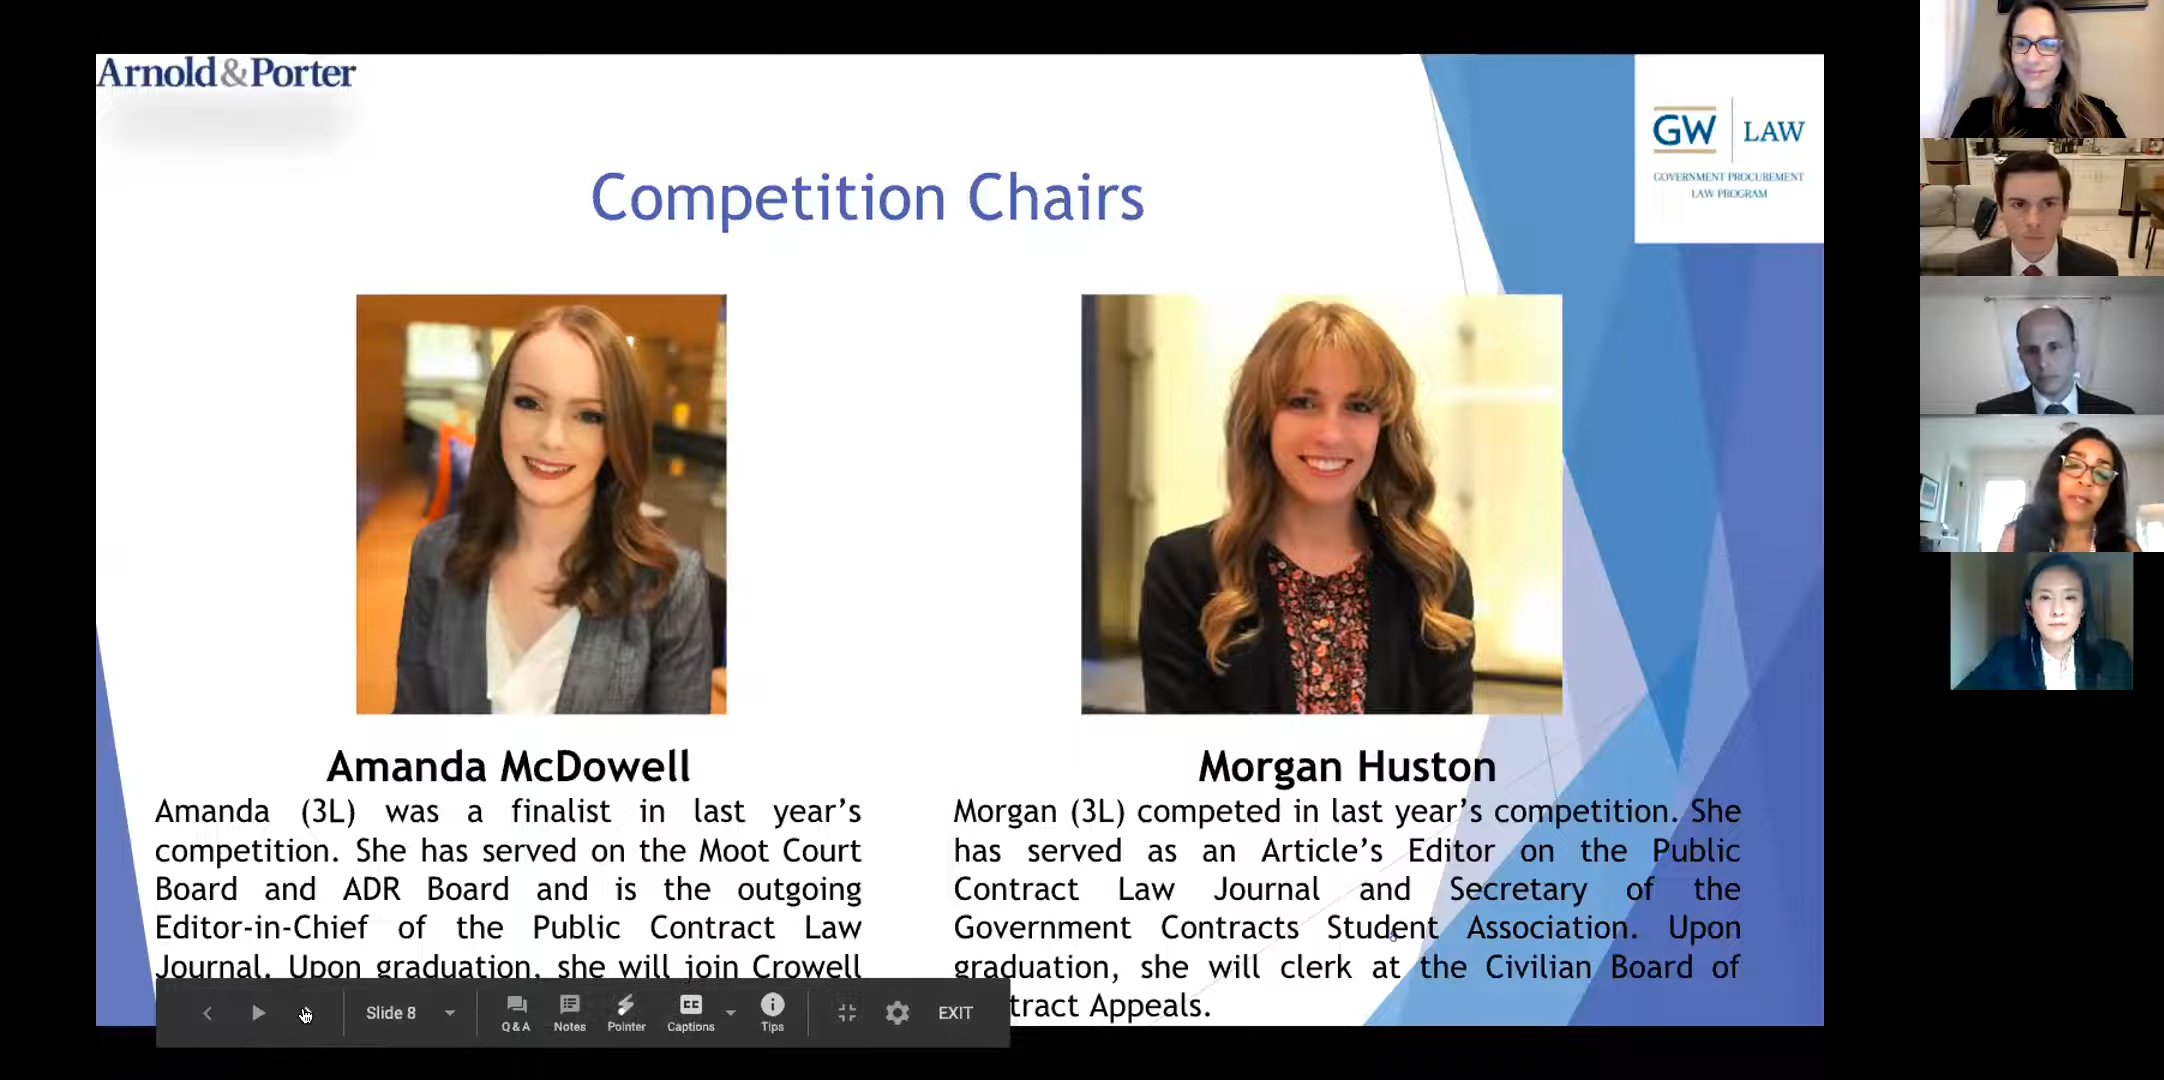 Arnold&Porter
GW LAW
GOVERNMENT PROCUREMENT
LAW PROGRAM
Competition Chairs
Amanda McDowell
Amanda (3L) was a finalist in last year's
competition. She has served on the Moot Court
Board and ADR Board and is the outgoing
Editor-in-Chief of the Public Contract Law
Journal. Upon graduation, she will join Crowell
Morgan Huston
Morgan (3L) competed in last year's competition. She
has served as an Article's Editor on the Public
Contract Law Journal and Secretary of the
Government Contracts Student Association. Upon
graduation, she will clerk at the Civilian Board of
tract Appeals.
Slide 8
Q&A
Notes
Pointer
CC
Captions
Tips
EXIT